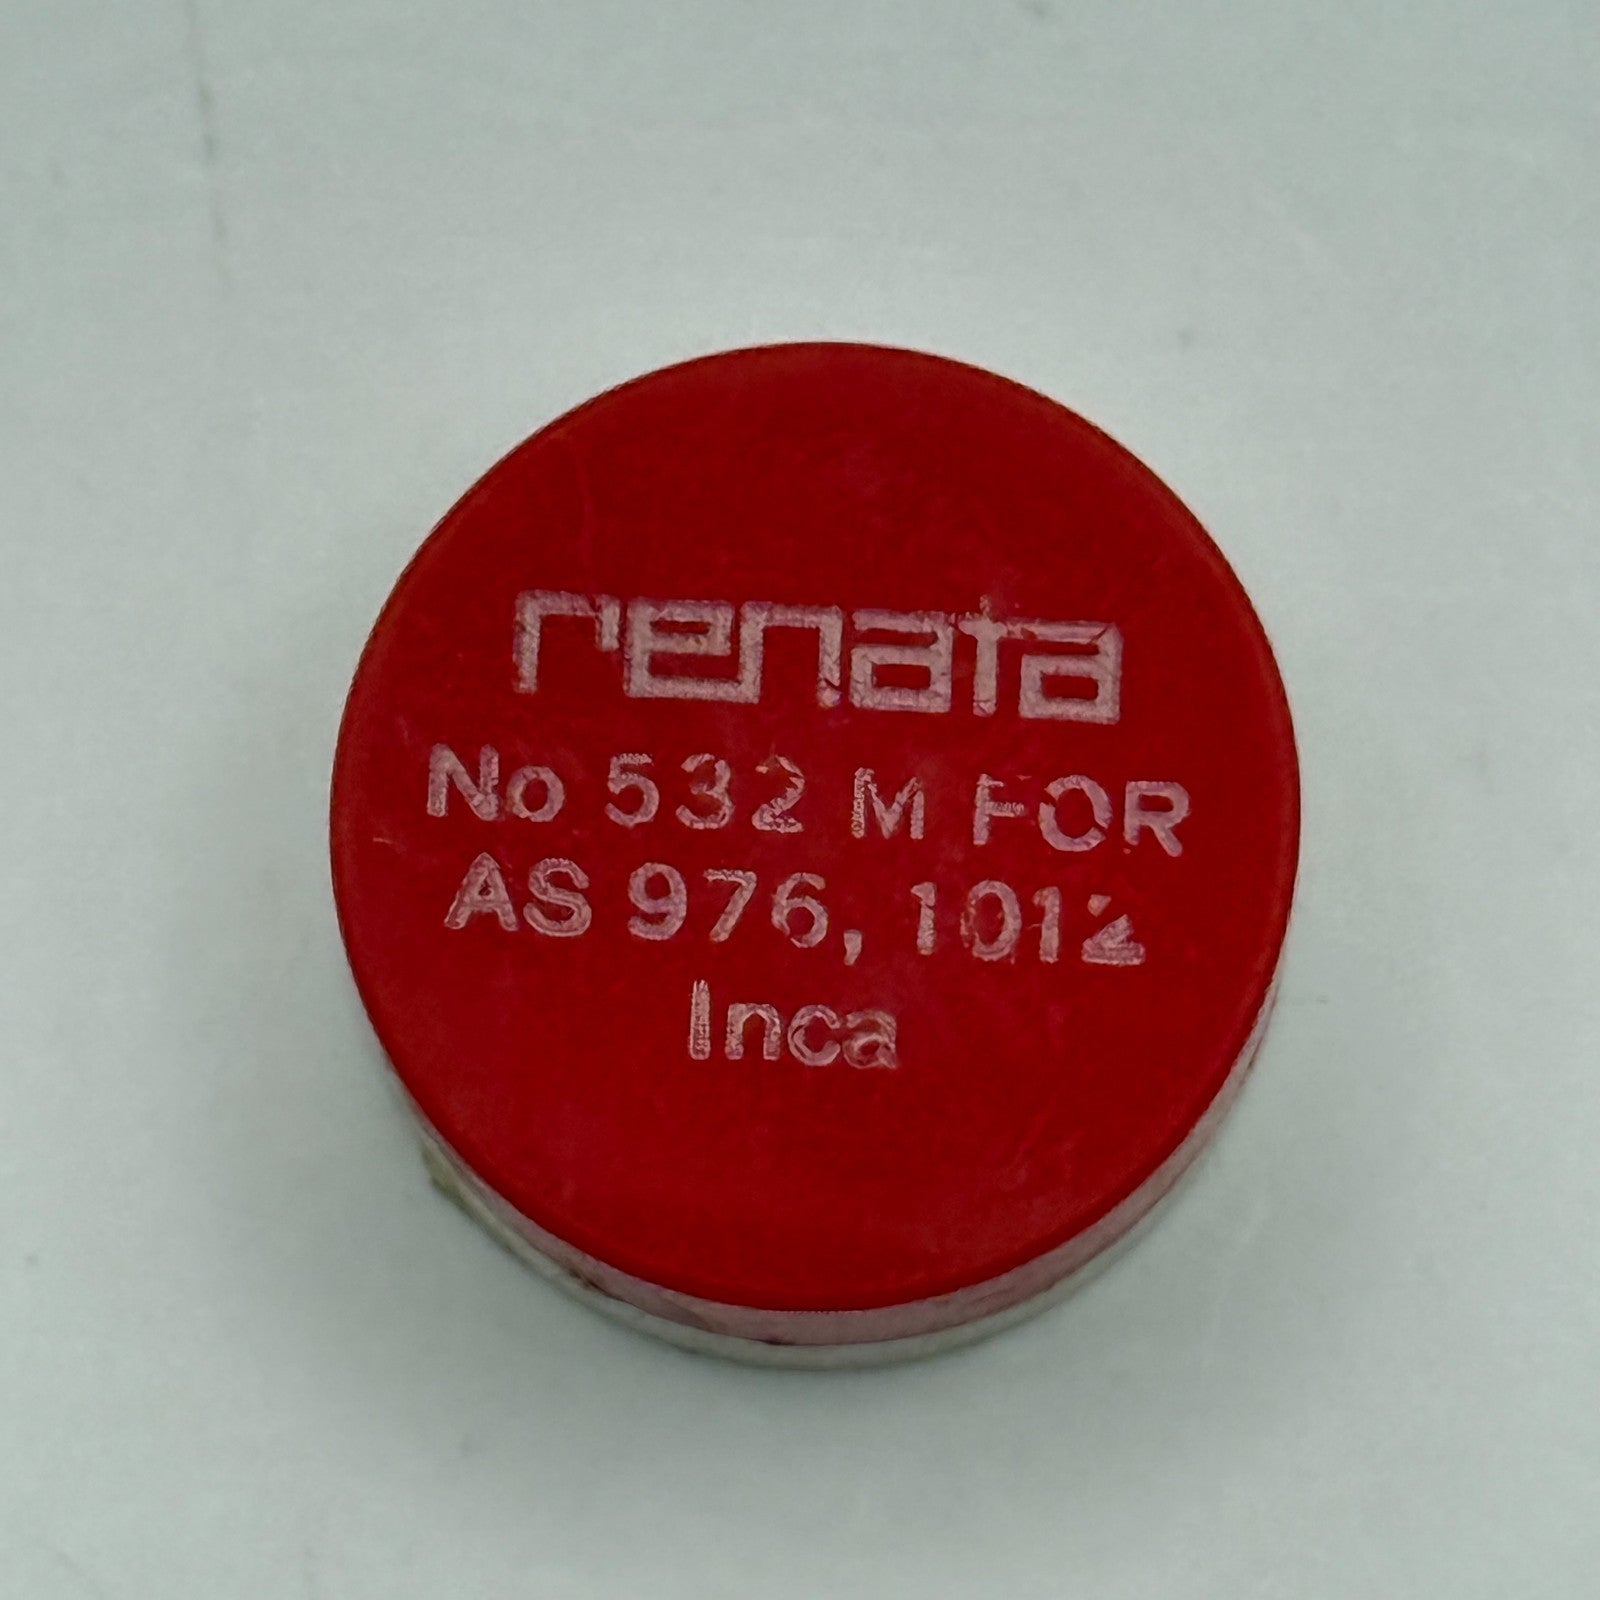 renata
No 532 M FOR
AS 976, 1012
Inca